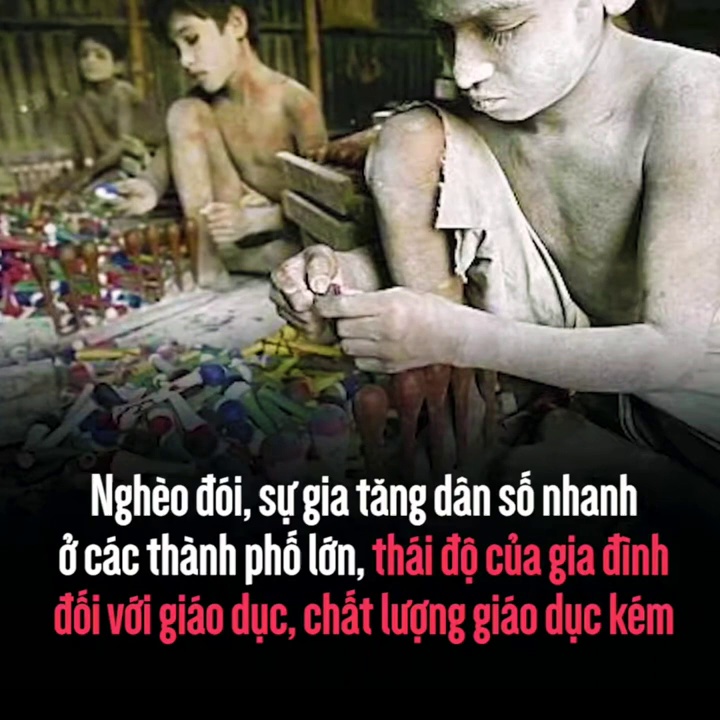 Nghèo đói, sự gia tăng dân số nhanh
ở các thành phố lớn, thái độ của gia đình
đối với giáo dục, chất lượng giáo dục kém